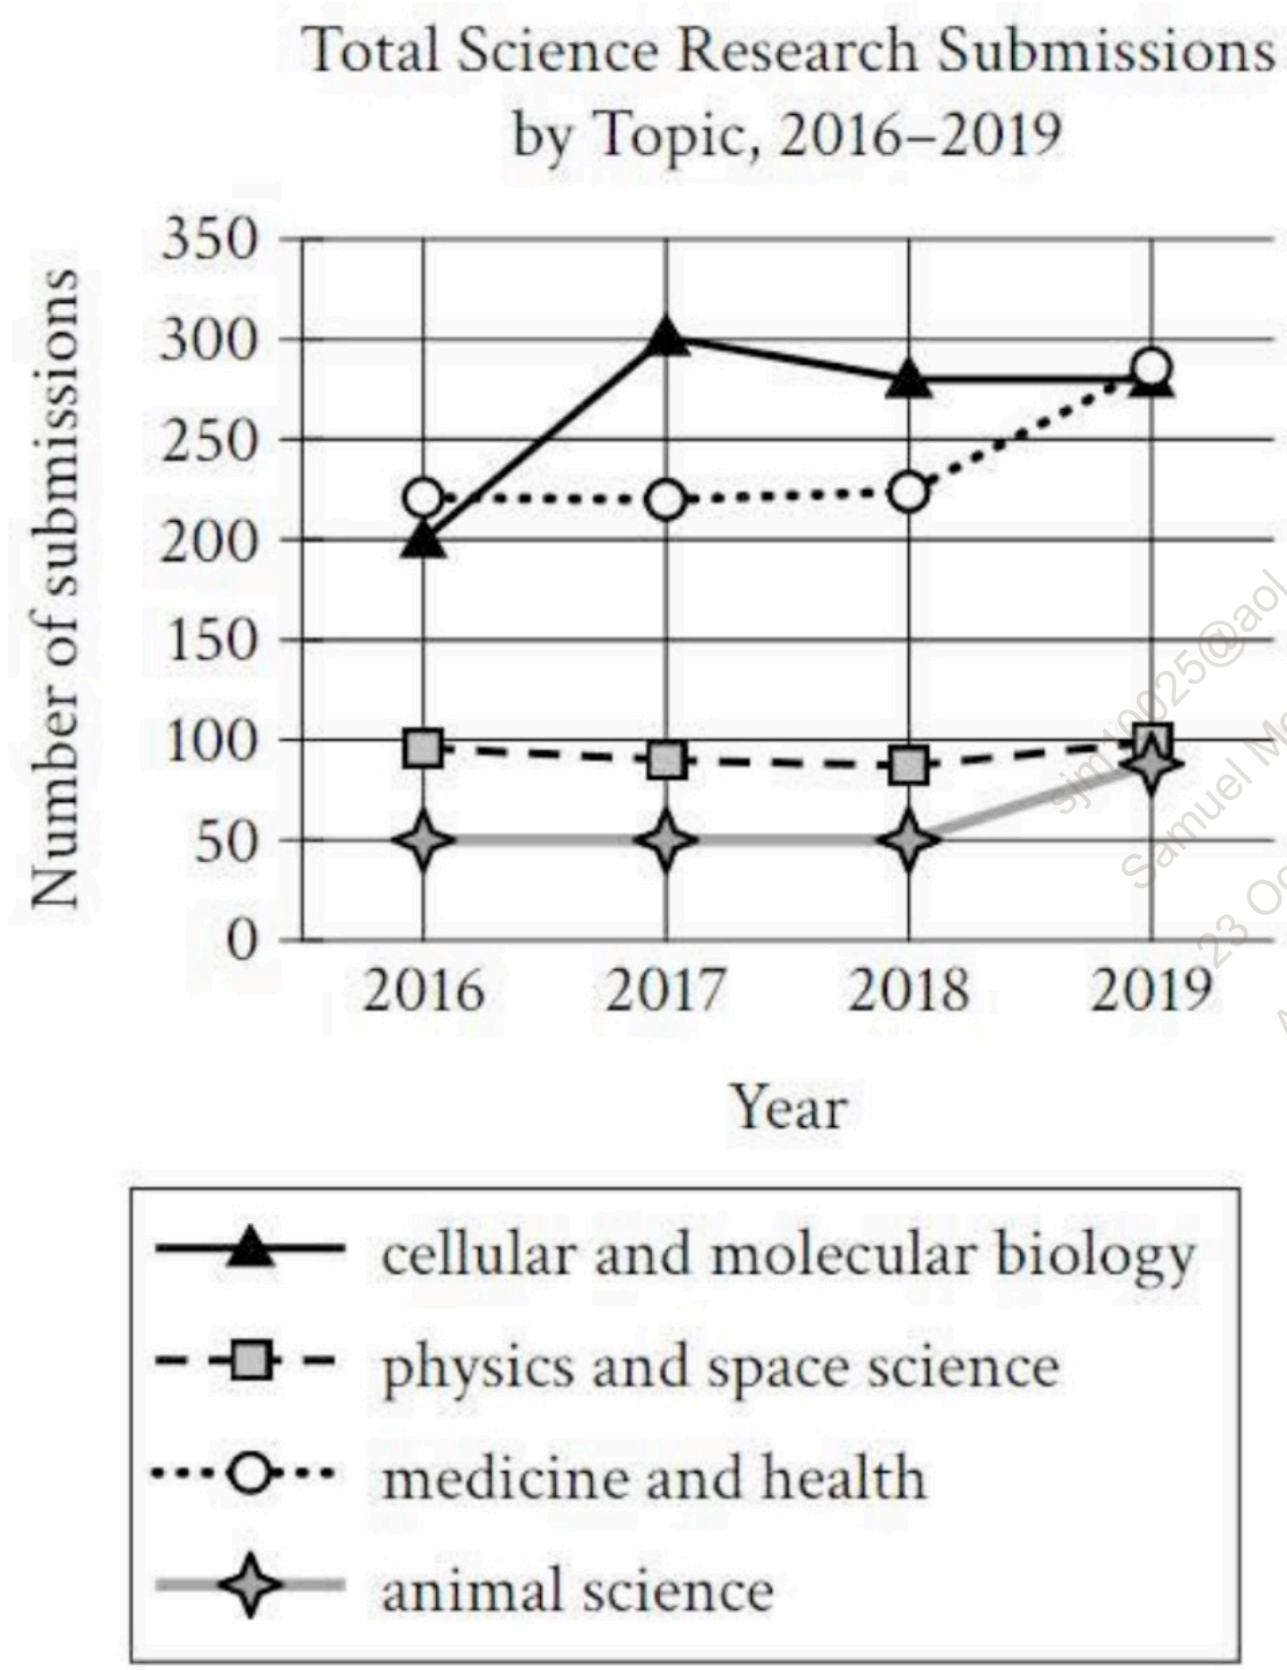 Total Science Research Submissions
by Topic, 2016–2019
Number of submissions
350
300
250
200
150
100
50
0
2016 2017 2018 2019
Year
cellular and molecular biology
physics and space science
medicine and health
animal science
Samuel